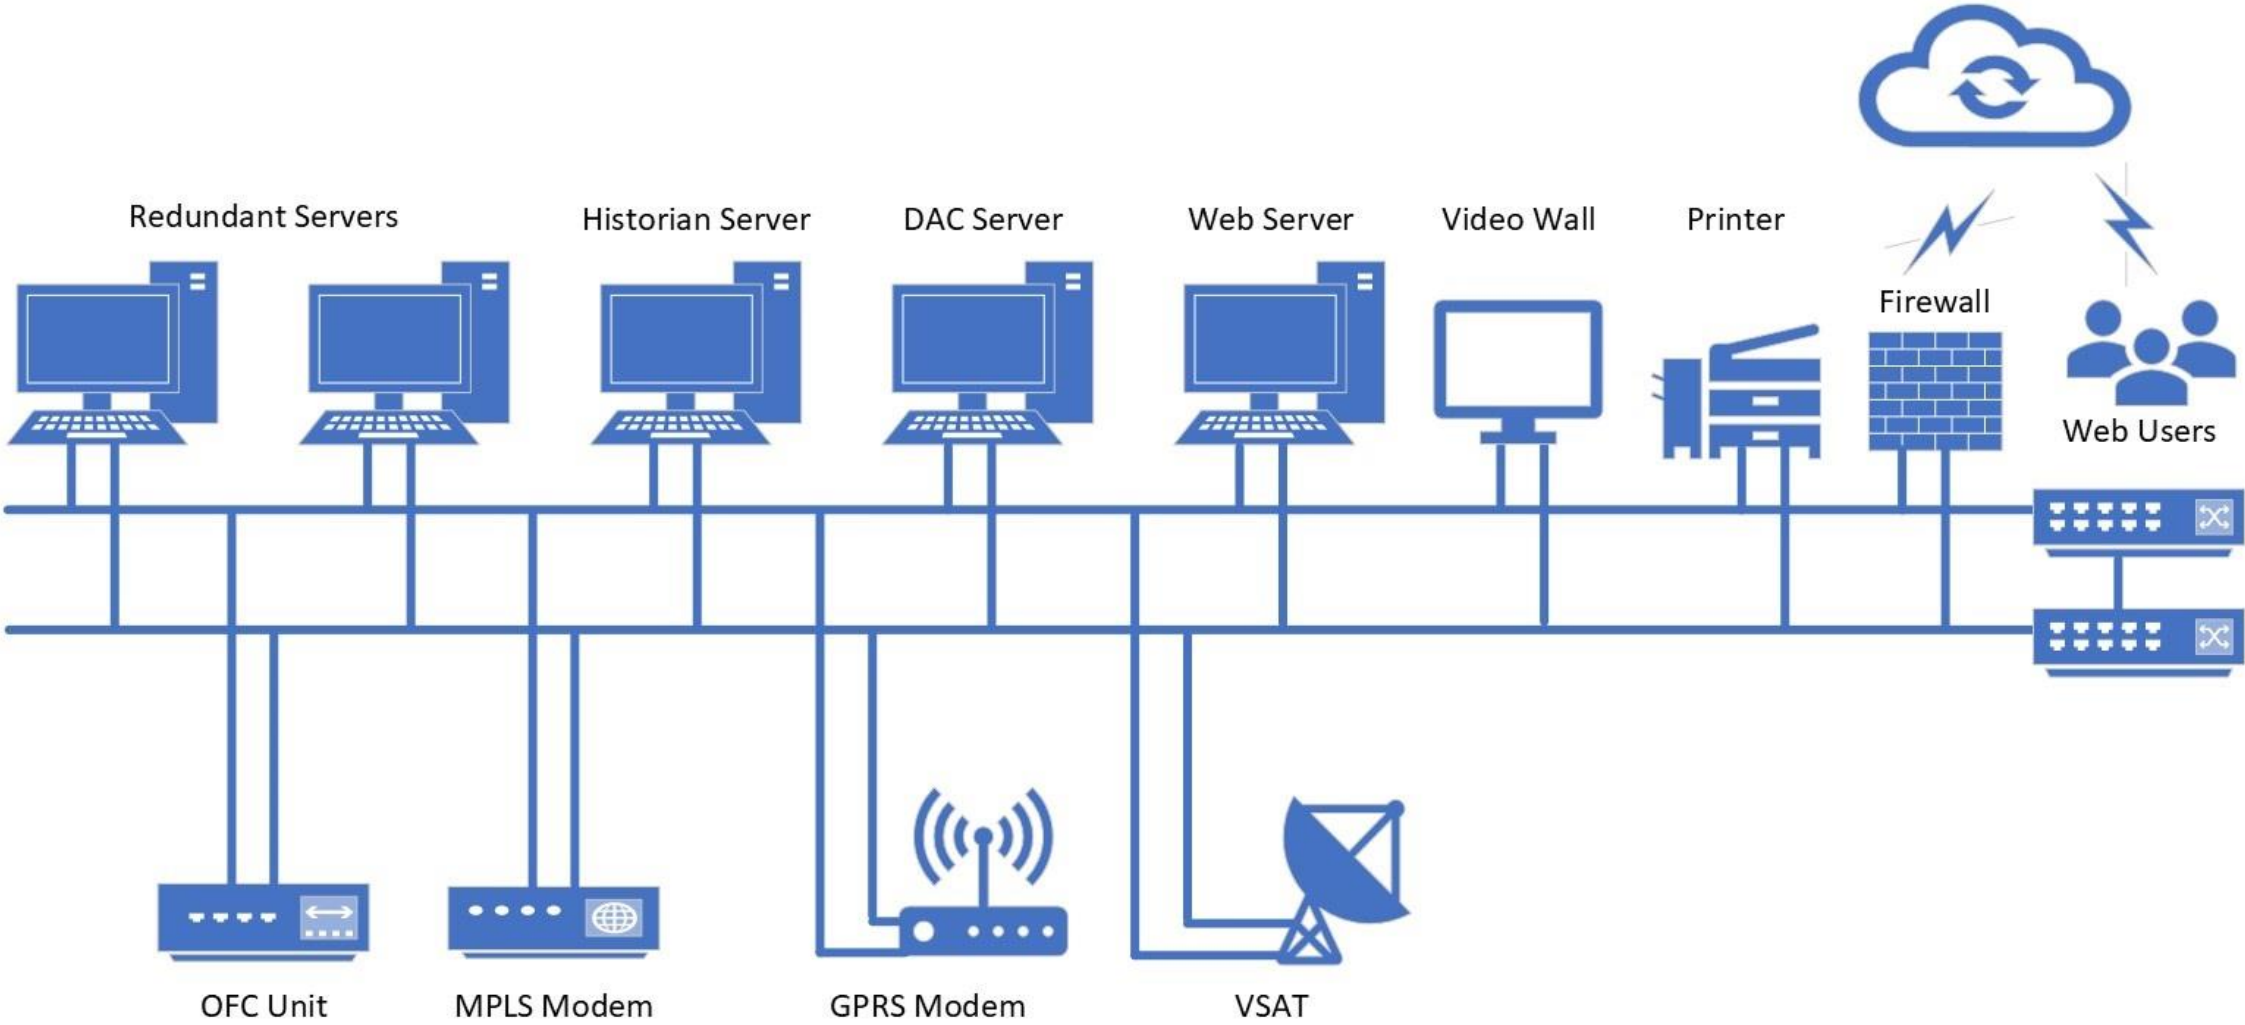 Redundant Servers
Historian Server
DAC Server
Web Server
Video Wall
Printer
Firewall
Web Users
OFC Unit
MPLS Modem
GPRS Modem
VSAT